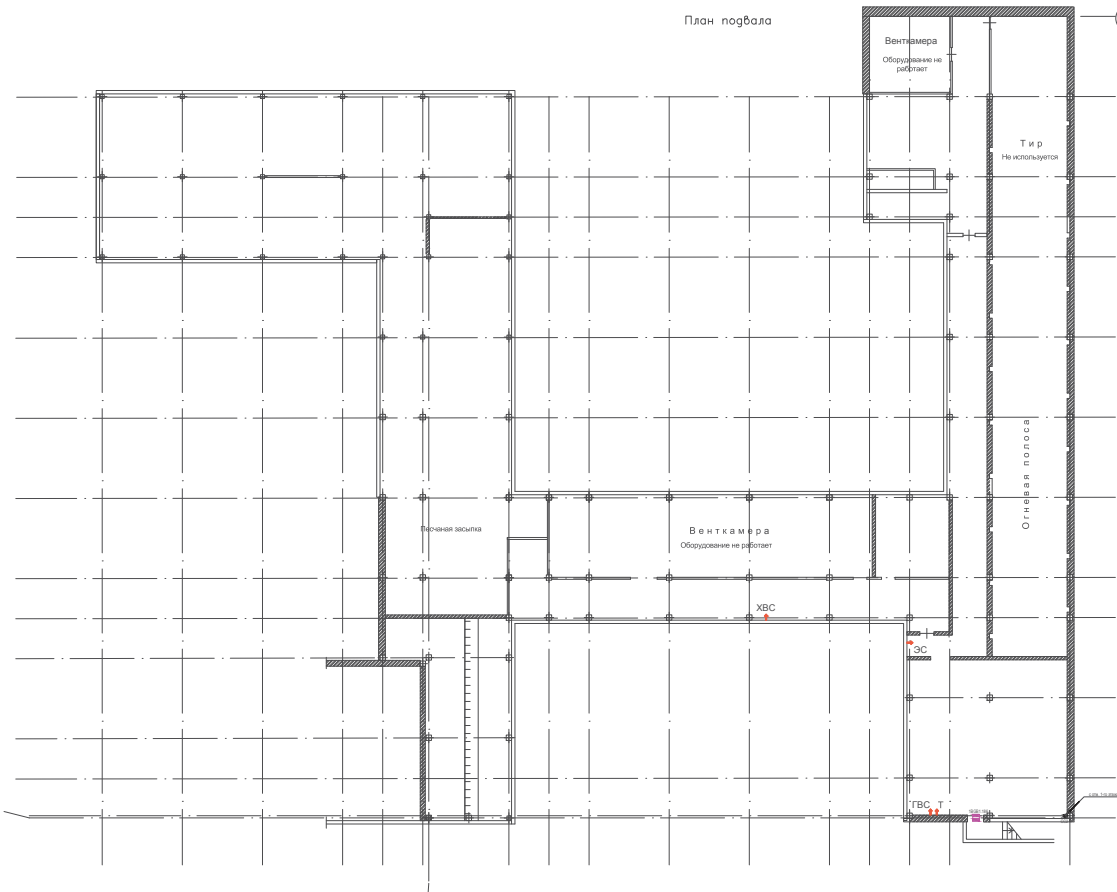 План подвала
Венткамера
Оборудование не
работает
Тир
Не используется
Огневая полоса
Песчаная засыпка
Венткамера
Оборудование не работает
ХВС
ЭС
ГВС Т